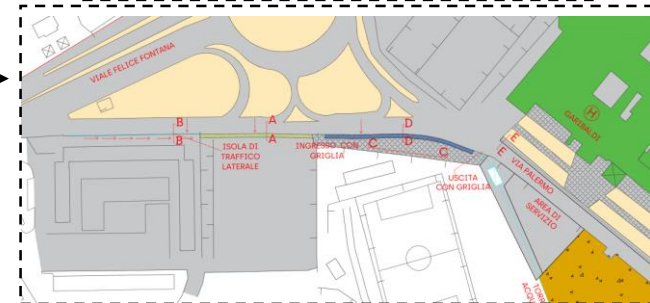 VIALE FELICE FONTANA
B
A
D
B
A
D
ISOLA DI
TRAFFICO
LATERALE
INGRESSO CON
GRIGLIA
C
C
USCITA
CON GRIGLIA
H
GARIBALDI
E
E
VIA PALERMO
AREA DI
SERVIZIO